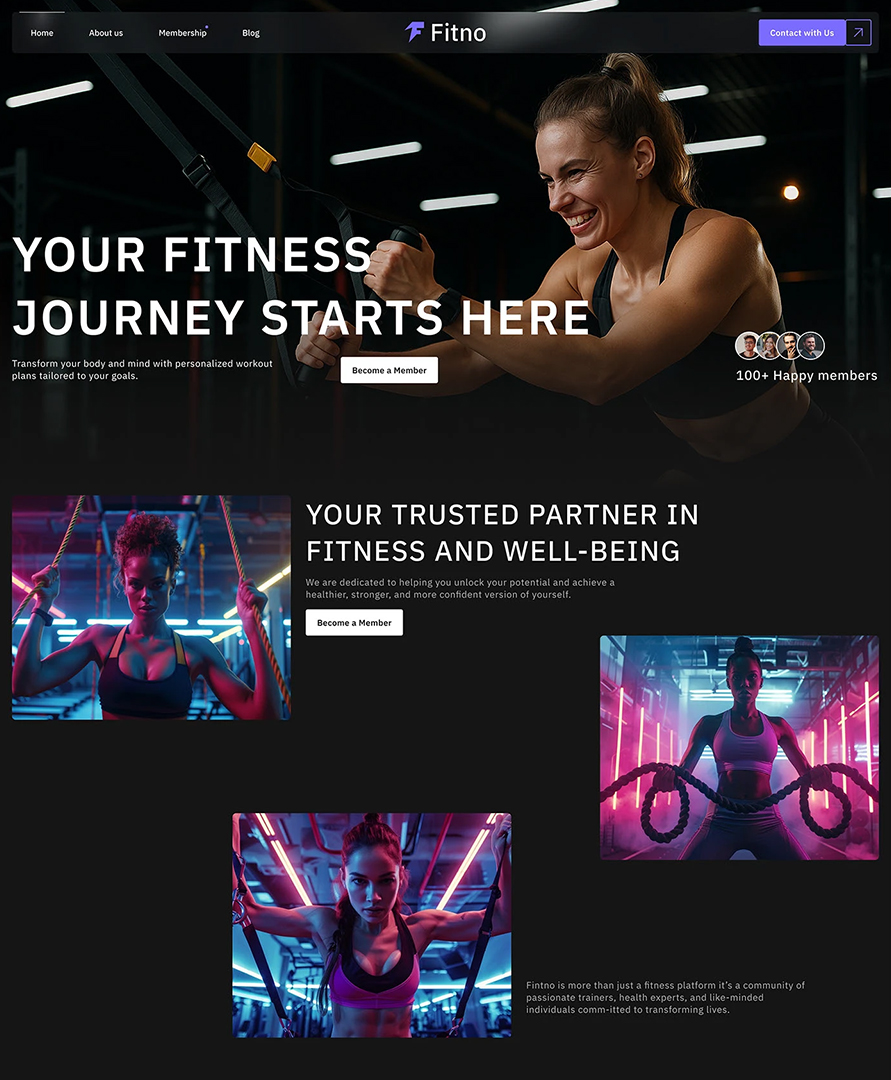 Home
About us
Membership
Blog
Fitno
Contact with Us
YOUR FITNESS
JOURNEY STARTS HERE
Transform your body and mind with personalized workout
plans tailored to your goals.
Become a Member
100+ Happy members
YOUR TRUSTED PARTNER IN
FITNESS AND WELL-BEING
We are dedicated to helping you unlock your potential and achieve a
healthier, stronger, and more confident version of yourself.
Become a Member
Fintno is more than just a fitness platform it's a community of
passionate trainers, health experts, and like-minded
individuals comm-itted to transforming lives.